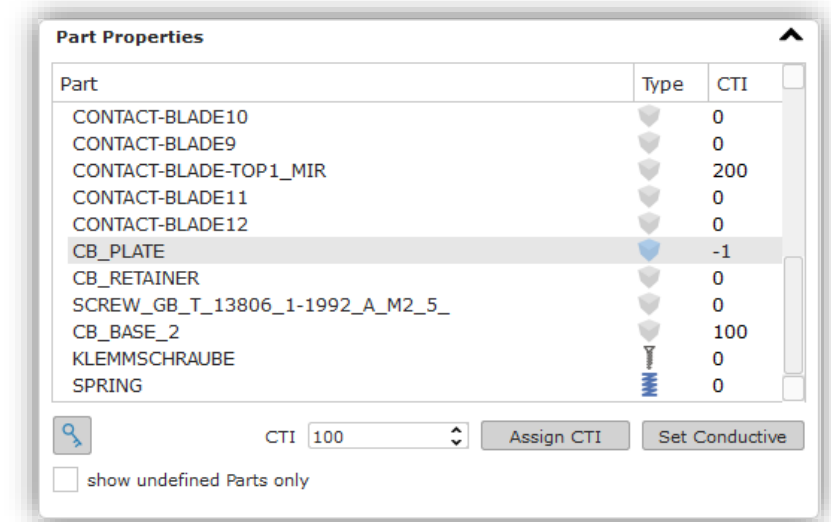 Part Properties
Part Type CTI
CONTACT-BLADE10 0
CONTACT-BLADE9 0
CONTACT-BLADE-TOP1_MIR 200
CONTACT-BLADE11 0
CONTACT-BLADE12 0
CB_PLATE -1
CB_RETAINER 0
SCREW_GB_T_13806_1-1992_A_M2_5_ 0
CB_BASE_2 100
KLEMMSCHRAUBE 0
SPRING 0
CTI 100 Assign CTI Set Conductive
show undefined Parts only